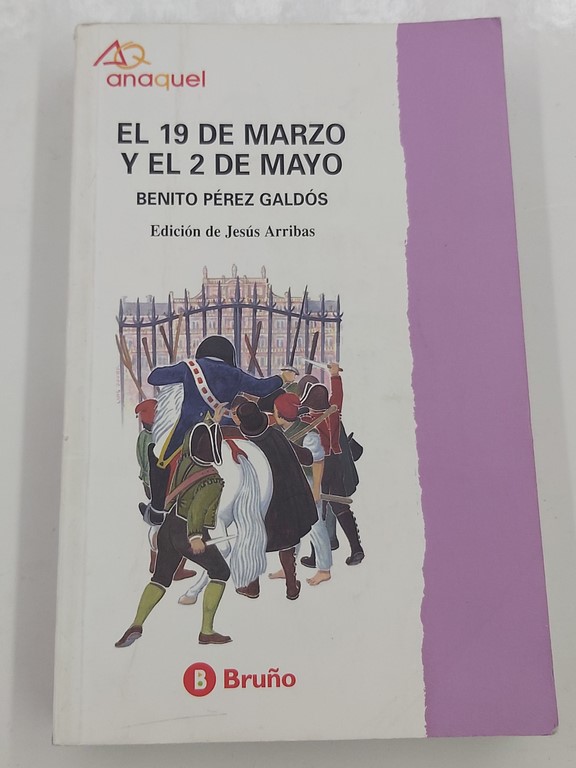 AQ
anaquel
EL 19 DE MARZO
Y EL 2 DE MAYO
BENITO PÉREZ GALDÓS
Edición de Jesús Arribas
B Bruño